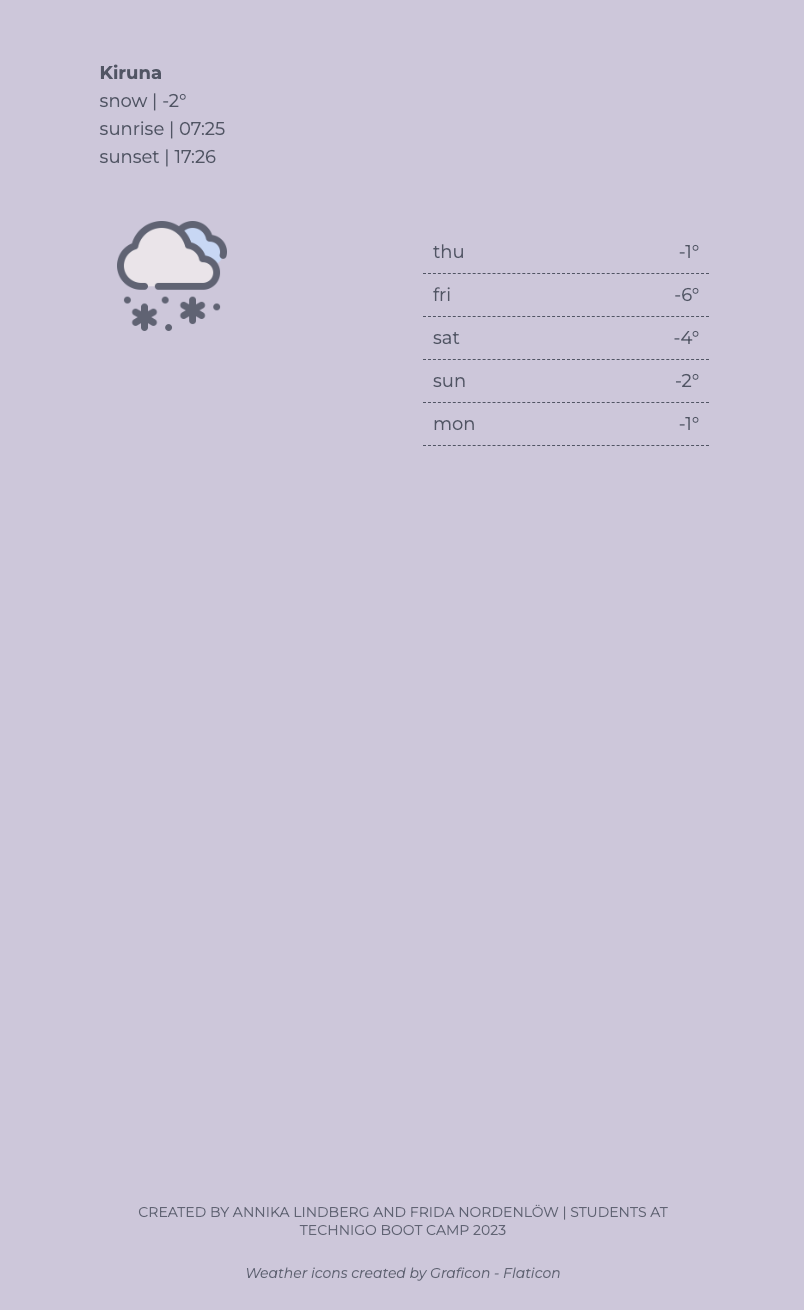 Kiruna
snow | -2°
sunrise | 07:25
sunset | 17:26
thu -1°
fri -6°
sat -4°
sun -2°
mon -1°
CREATED BY ANNIKA LINDBERG AND FRIDA NORDENLÖW | STUDENTS AT
TECHNIGO BOOT CAMP 2023
Weather icons created by Graficon - Flaticon